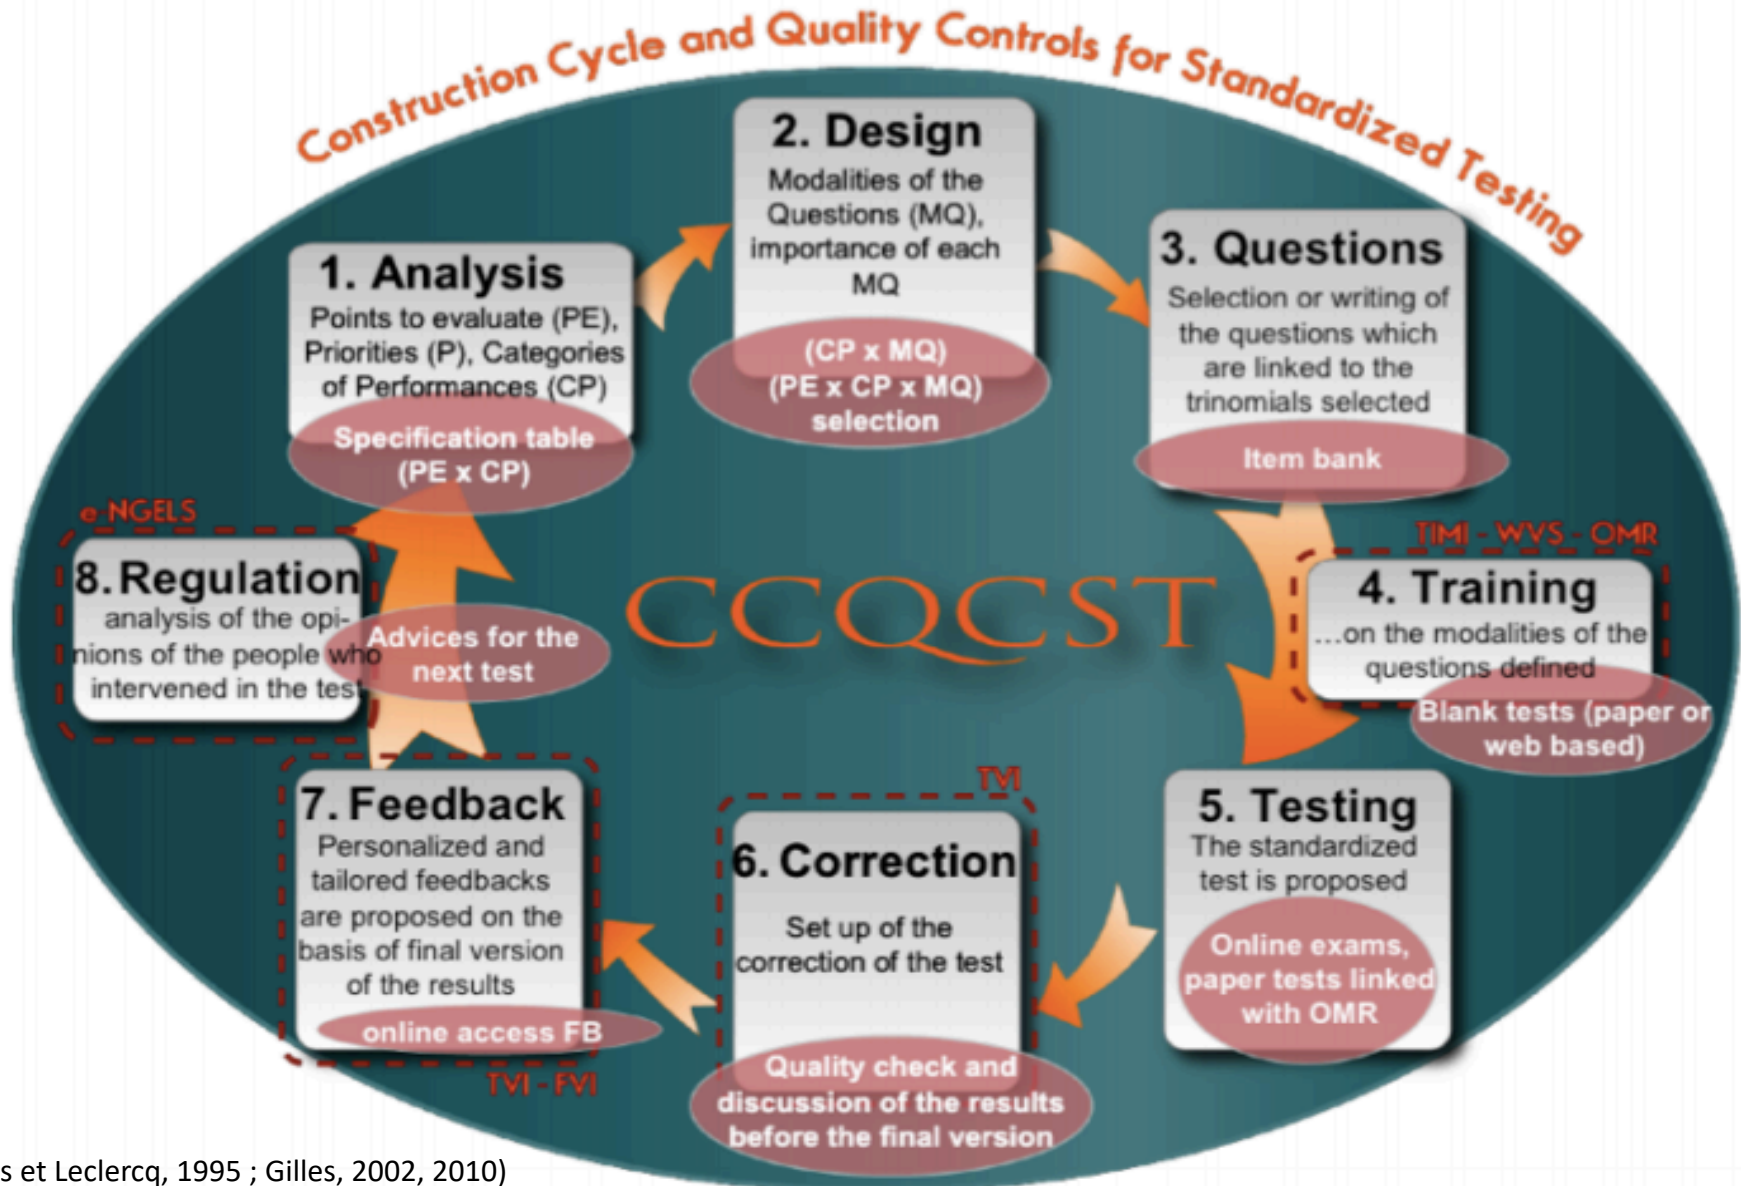 Construction Cycle and Quality Controls for Standardized Testing
1. Analysis
Points to evaluate (PE),
Priorities (P), Categories
of Performances (CP)
Specification table
(PE x CP)
2. Design
Modalities of the
Questions (MQ),
importance of each
MQ
(CP x MQ)
(PE x CP x MQ)
selection
3. Questions
Selection or writing of
the questions which
are linked to the
trinomials selected
Item bank
TIMI - WVS - OMR
4. Training
...on the modalities of the
questions defined
Blank tests (paper or
web based)
5. Testing
The standardized
test is proposed
Online exams,
paper tests linked
with OMR
TVI
6. Correction
Set up of the
correction of the test
Quality check and
discussion of the results
before the final version
7. Feedback
Personalized and
tailored feedbacks
are proposed on the
basis of final version
of the results
online access FB
TVI - FVI
e-NGELS
8. Regulation
analysis of the opi-
nions of the people who
intervened in the test
Advices for the
next test
CCQCST
s et Leclercq, 1995 ; Gilles, 2002, 2010)